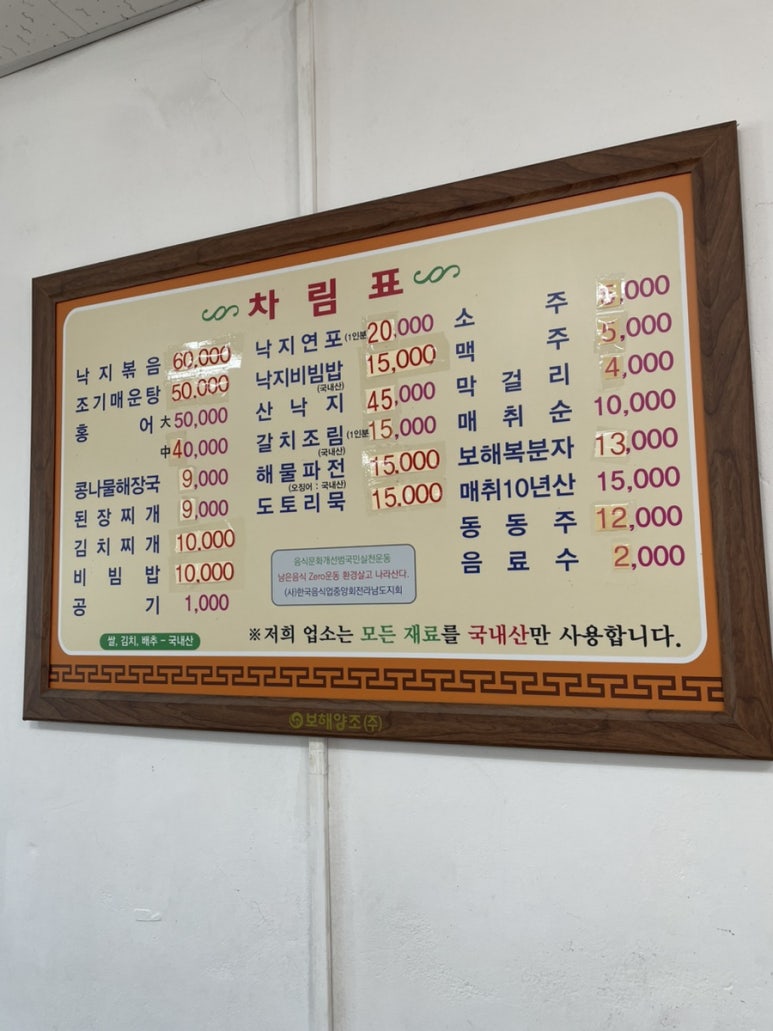 차림표
낙지볶음 60,000
조기매운탕 50,000
홍어 大 50,000
中 40,000
콩나물해장국 9,000
된장찌개 9,000
김치찌개 10,000
비빔밥 10,000
공기 1,000
쌀, 김치, 배추 - 국내산
낙지연포 (1인분 20,000
낙지비빔밥 15,000
(국내산)
산낙지 45,000
갈치조림 (1인분 15,000
(국내산)
해물파전 15,000
(오징어 : 국내산)
도토리묵 15,000
음식문화개선범국민실천운동
남은음식 Zero운동 환경살고 나라산다.
(사)한국음식업중앙회전라남도지회
소주 ,000
맥주 5,000
막걸리 4,000
매취순 10,000
보해복분자 13,000
매취10년산 15,000
동동주 12,000
음료수 2,000
※저희 업소는 모든 재료를 국내산만 사용합니다.
보해양조(주)